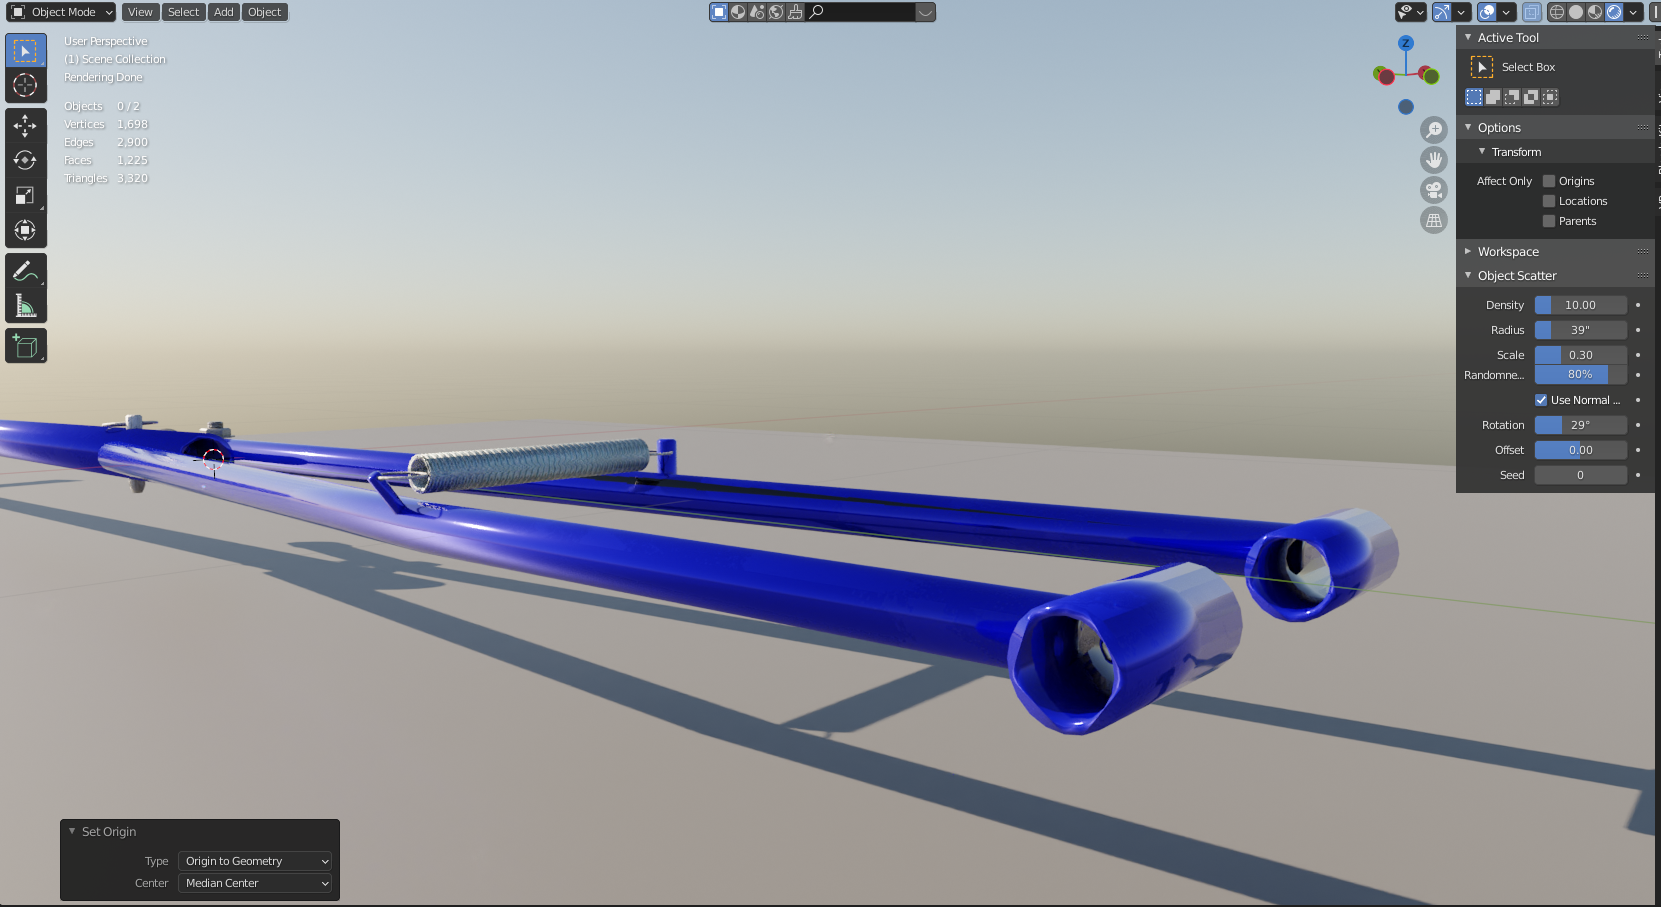 Object Mode View Select Add Object
User Perspective
(1) Scene Collection
Rendering Done
Objects 0 / 2
Vertices 1,698
Edges 2,900
Faces 1,225
Triangles 3,320
Z
Active Tool
Select Box
Options
Transform
Affect Only Origins
Locations
Parents
Workspace
Object Scatter
Density 10.00
Radius 39"
Scale 0.30
Randomne... 80%
Use Normal ...
Rotation 29°
Offset 0.00
Seed 0
Set Origin
Type Origin to Geometry
Center Median Center